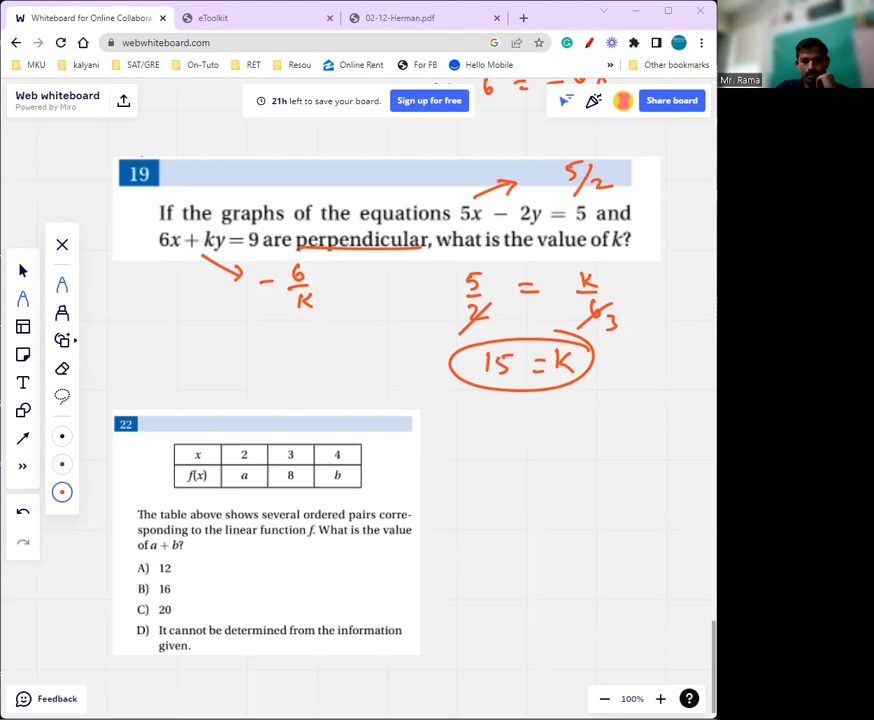 Whiteboard for Online Collabora
eToolkit
02-12-Herman.pdf
webwhiteboard.com
MKU
kalyani
SAT/GRE
On-Tuto
RET
Resou
Online Rent
For FB
Hello Mobile
Other bookmarks
Mr. Rama
Web whiteboard
Powered by Miro
21h left to save your board.
Sign up for free
Share board
19
5/2
If the graphs of the equations 5x − 2y = 5 and
6x + ky = 9 are perpendicular, what is the value of k?
- 6/K
5/2 = K/6 3
15 = K
22
x 2 3 4
f(x) a 8 b
The table above shows several ordered pairs corre-
sponding to the linear function f. What is the value
of a + b?
A) 12
B) 16
C) 20
D) It cannot be determined from the information
given.
Feedback
100%